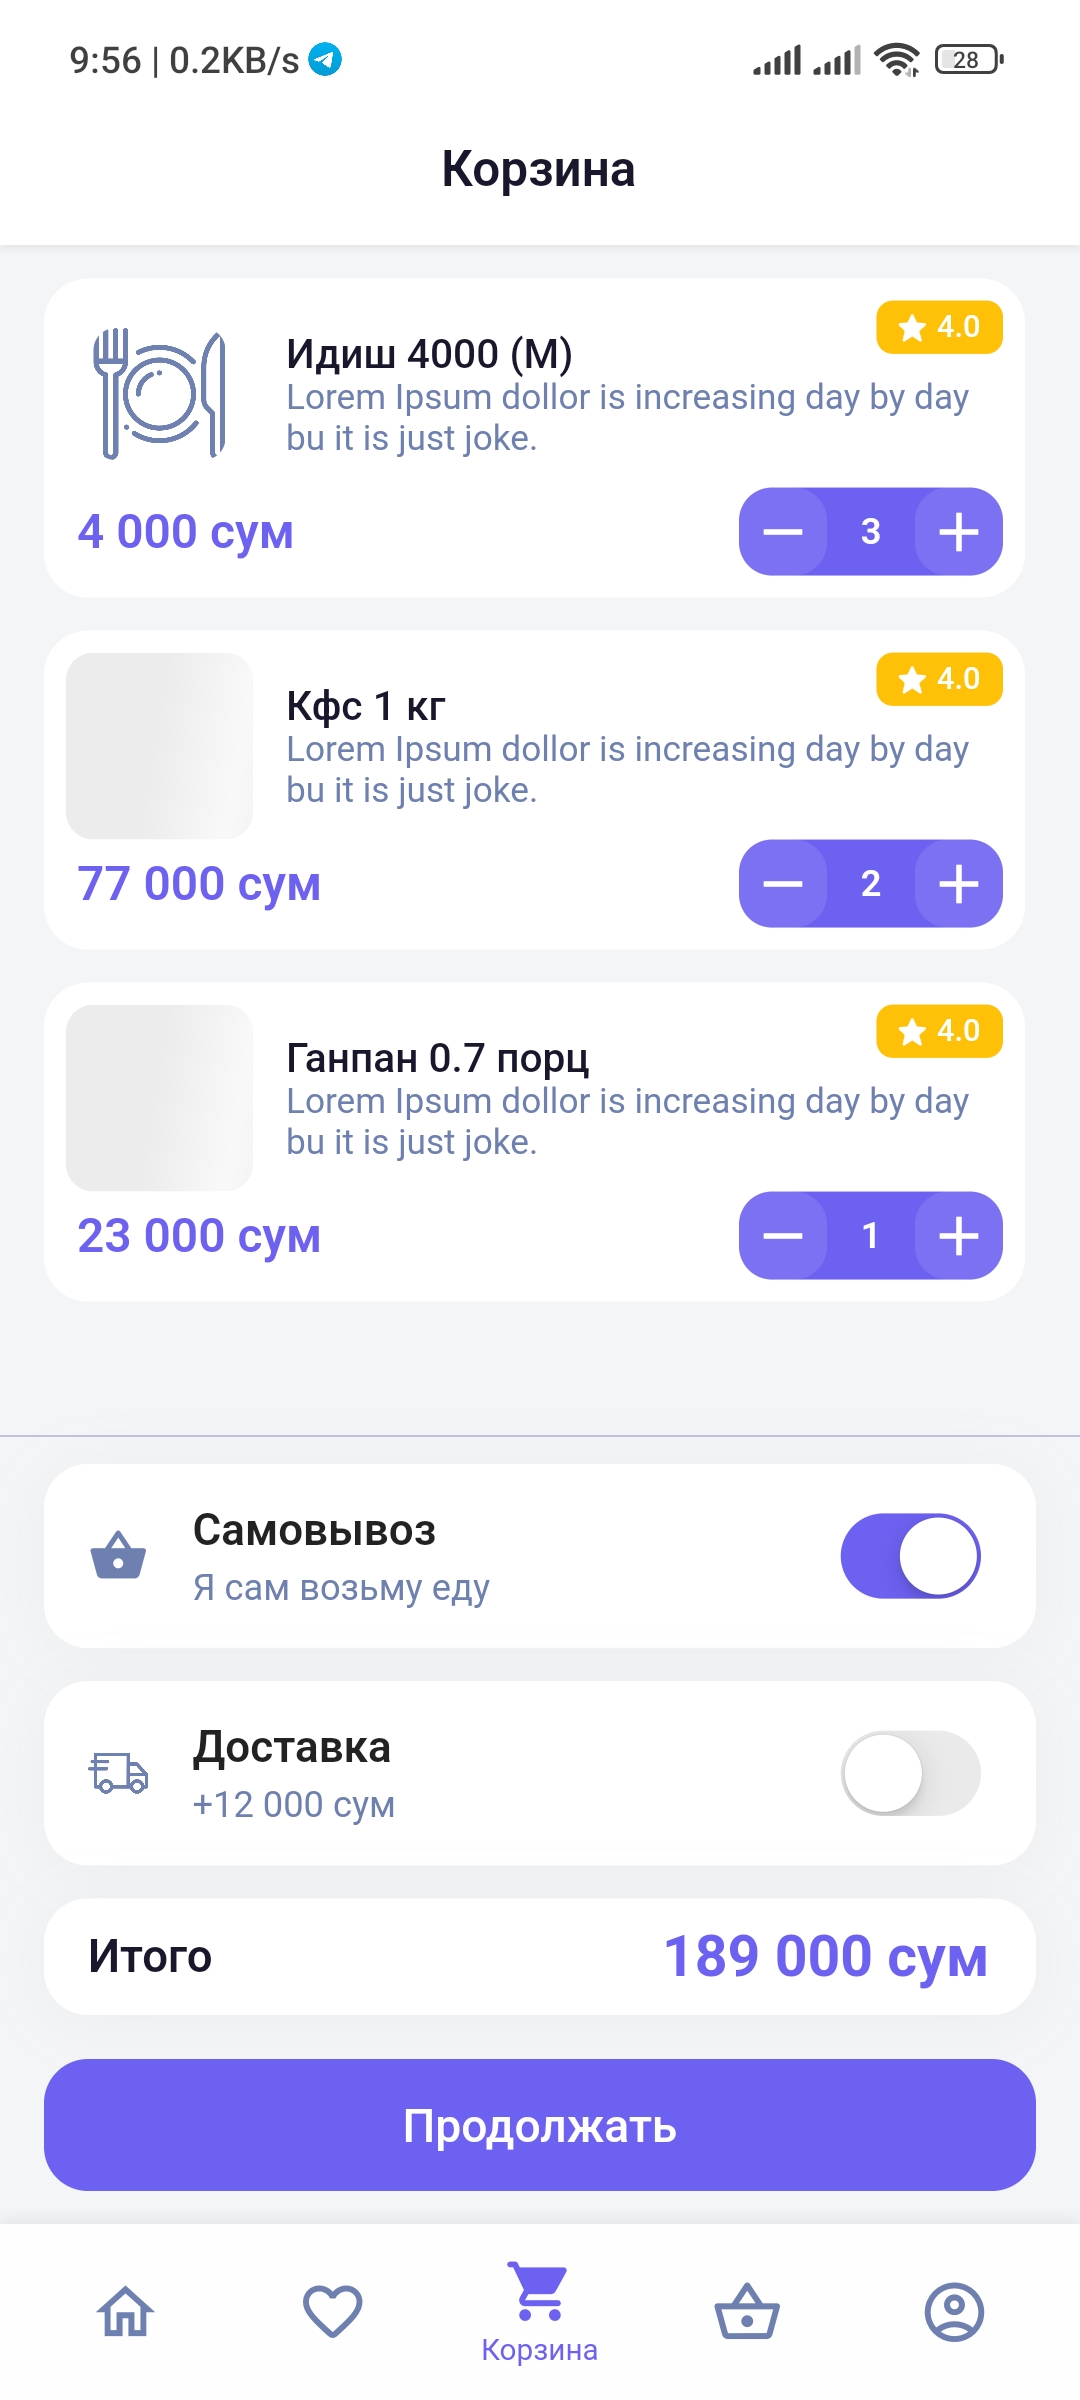 9:56 | 0.2KB/s
28
Корзина
4.0
Идиш 4000 (М)
Lorem Ipsum dollor is increasing day by day
bu it is just joke.
4 000 сум
3
4.0
Кфс 1 кг
Lorem Ipsum dollor is increasing day by day
bu it is just joke.
77 000 сум
2
4.0
Ганпан 0.7 порц
Lorem Ipsum dollor is increasing day by day
bu it is just joke.
23 000 сум
1
Самовывоз
Я сам возьму еду
Доставка
+12 000 сум
Итого
189 000 сум
Продолжать
Корзина